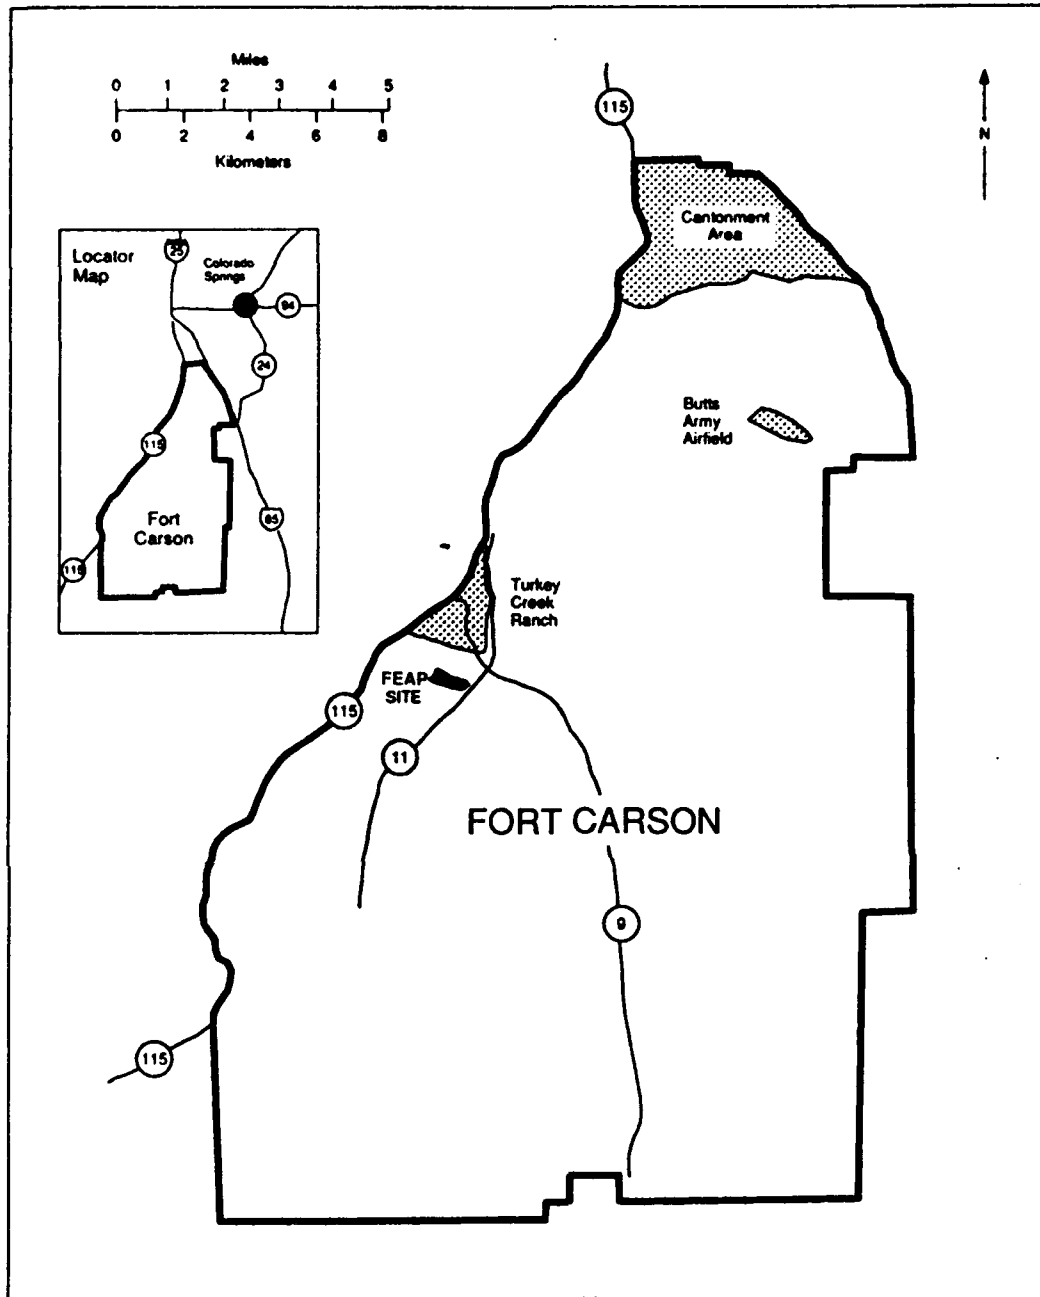 Miles
0 1 2 3 4 5
0 2 4 6 8
Kilometers
N
115
Cantonment
Area
Locator
Map
25
Colorado
Springs
94
24
115
Fort
Carson
85
115
Butts
Army
Airfield
Turkey
Creek
Ranch
FEAP
SITE
115
11
FORT CARSON
9
115